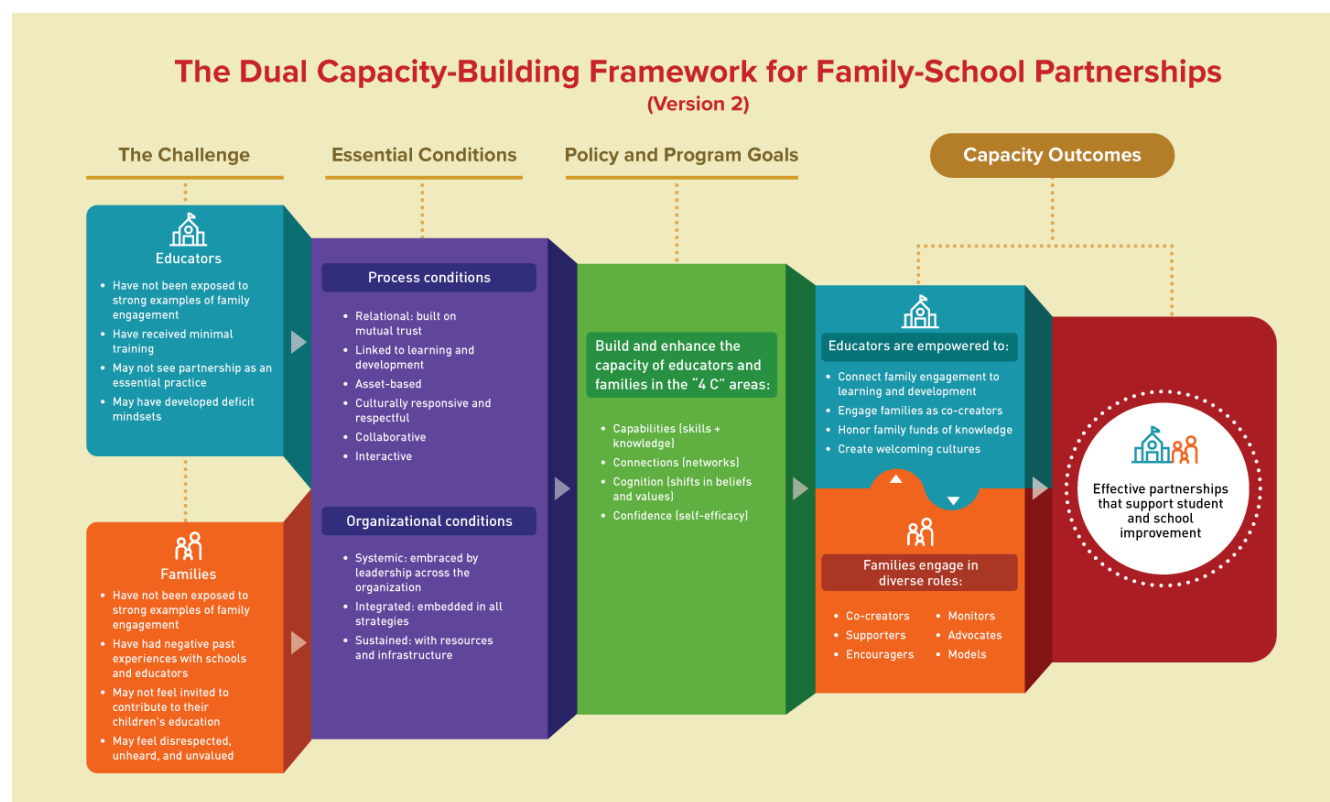 The Dual Capacity-Building Framework for Family-School Partnerships
(Version 2)
The Challenge
Essential Conditions
Policy and Program Goals
Capacity Outcomes
Educators
• Have not been exposed to
strong examples of family
engagement
• Have received minimal
training
• May not see partnership as an
essential practice
• May have developed deficit
mindsets
Families
• Have not been exposed to
strong examples of family
engagement
• Have had negative past
experiences with schools
and educators
• May not feel invited to
contribute to their
children's education
• May feel disrespected,
unheard, and unvalued
Process conditions
• Relational: built on
mutual trust
• Linked to learning and
development
• Asset-based
• Culturally responsive and
respectful
• Collaborative
• Interactive
Organizational conditions
• Systemic: embraced by
leadership across the
organization
• Integrated: embedded in all
strategies
• Sustained: with resources
and infrastructure
Build and enhance the
capacity of educators and
families in the "4 C" areas:
• Capabilities (skills +
knowledge)
• Connections (networks)
• Cognition (shifts in beliefs
and values)
• Confidence (self-efficacy)
Educators are empowered to:
• Connect family engagement to
learning and development
• Engage families as co-creators
• Honor family funds of knowledge
• Create welcoming cultures
Families engage in
diverse roles:
• Co-creators
• Supporters
• Encouragers
• Monitors
• Advocates
• Models
Effective partnerships
that support student
and school
improvement